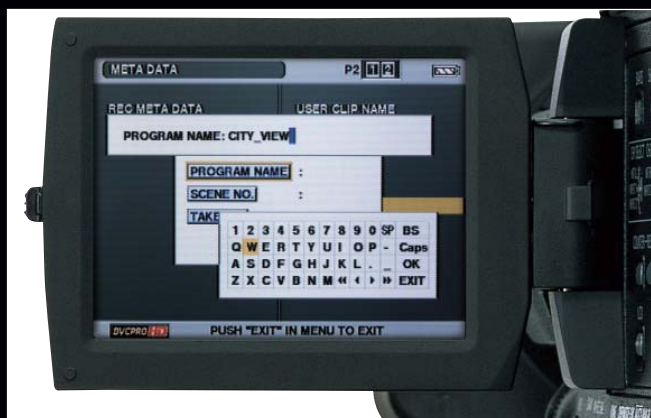 META DATA P2 1 2
REC META DATA USER CLIP NAME
PROGRAM NAME: CITY_VIEW
PROGRAM NAME :
SCENE NO. :
TAKE
1 2 3 4 5 6 7 8 9 0 SP BS
Q W E R T Y U I O P - Caps
A S D F G H J K L . _ OK
Z X C V B N M ◂◂ ◂ ▸ ▸▸ EXIT
DVCPRO HD PUSH "EXIT" IN MENU TO EXIT